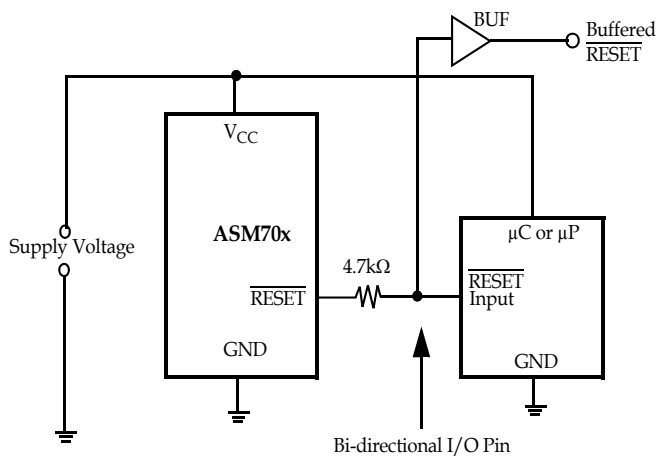 BUF
Buffered
RESET
VCC
ASM70x
µC or µP
Supply Voltage
4.7kΩ
RESET
RESET
Input
GND
GND
Bi-directional I/O Pin